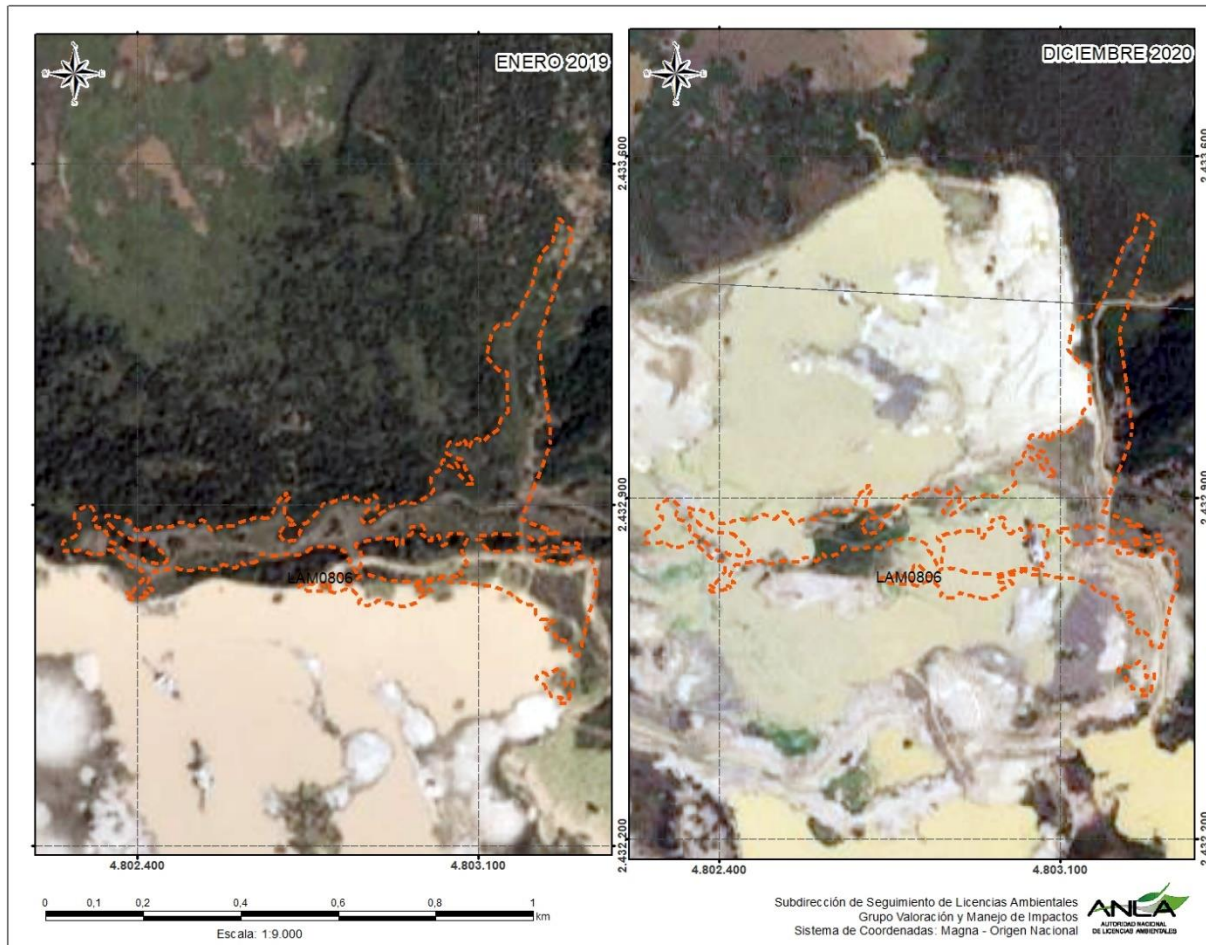 ENERO 2019
DICIEMBRE 2020
2.433.600
2.433.600
2.432.900
2.432.900
LAM0806
LAM0806
2.432.200
2.432.200
4.802.400
4.803.100
4.802.400
4.803.100
0 0,1 0,2 0,4 0,6 0,8 1
km
Escala: 1:9.000
Subdirección de Seguimiento de Licencias Ambientales
Grupo Valoración y Manejo de Impactos
Sistema de Coordenadas: Magna - Origen Nacional
ANLA
AUTORIDAD NACIONAL
DE LICENCIAS AMBIENTALES